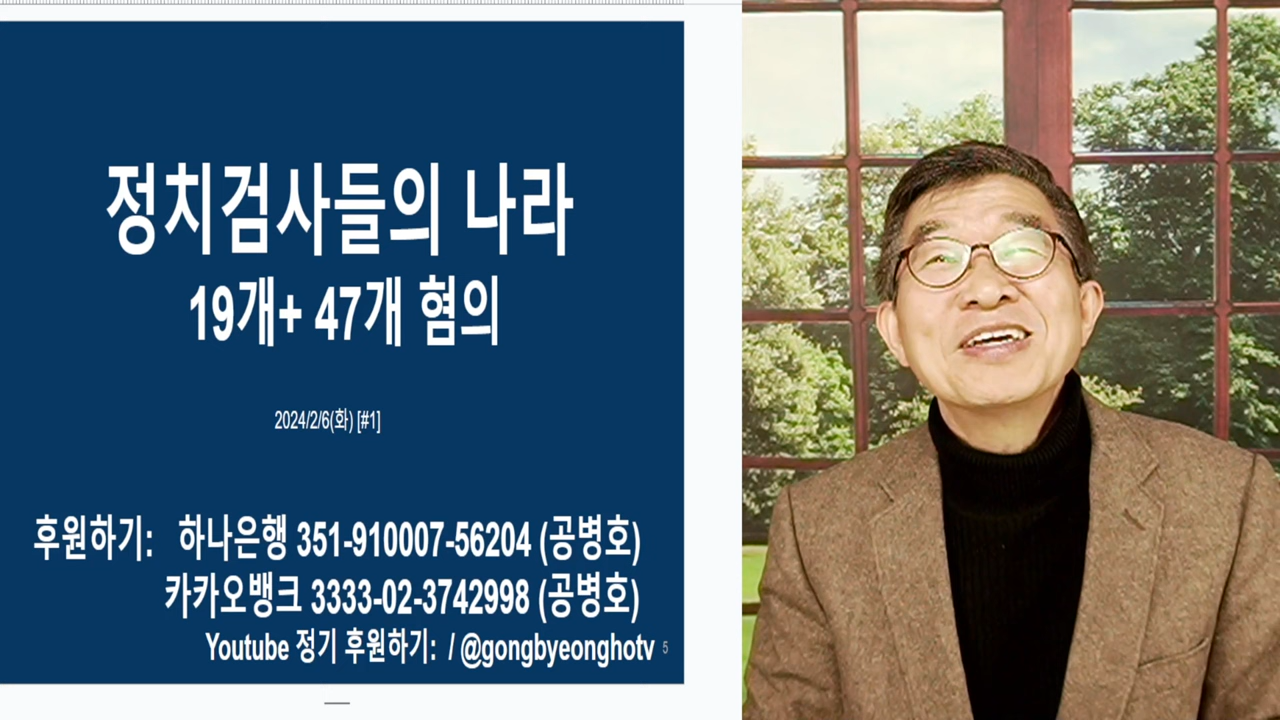 정치검사들의 나라
19개+ 47개 혐의
2024/2/6(화) [#1]
후원하기: 하나은행 351-910007-56204 (공병호)
카카오뱅크 3333-02-3742998 (공병호)
Youtube 정기 후원하기: / @gongbyeonghotv 5